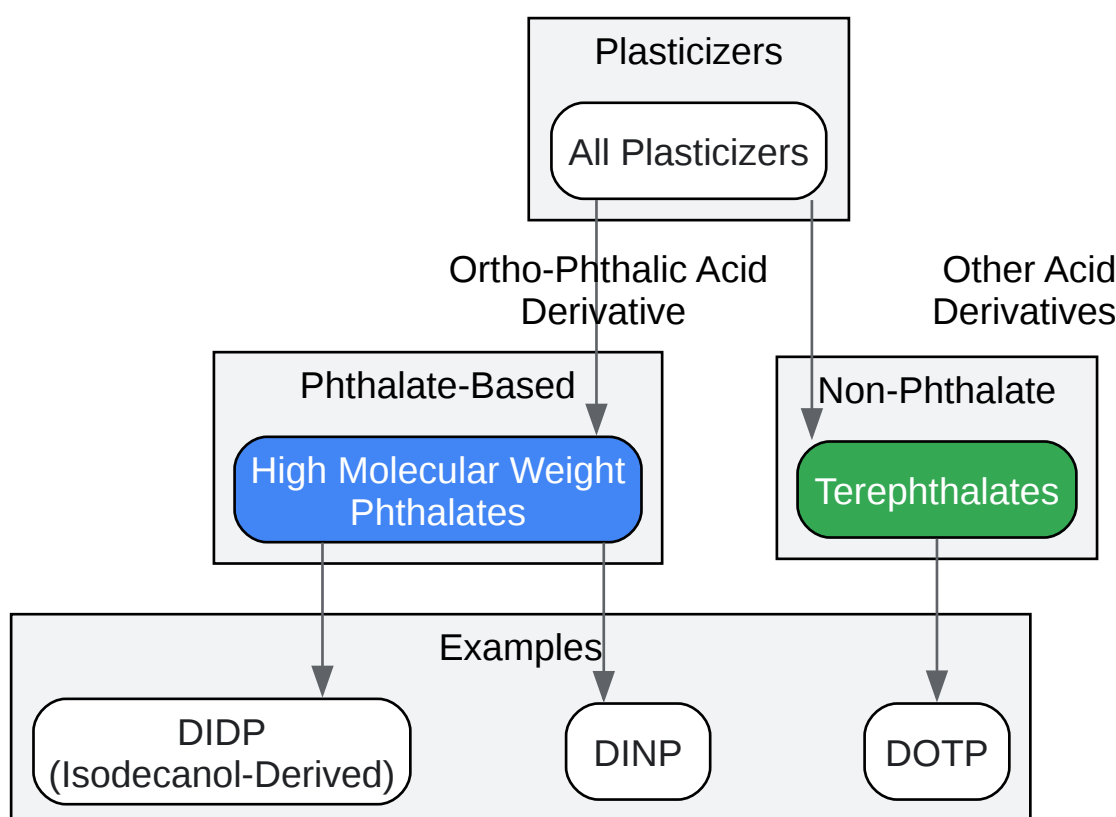 Plasticizers
All Plasticizers
Ortho-Phthalic Acid
Derivative
Other Acid
Derivatives
Phthalate-Based
Non-Phthalate
High Molecular Weight
Phthalates
Terephthalates
Examples
DIDP
(Isodecanol-Derived)
DINP
DOTP